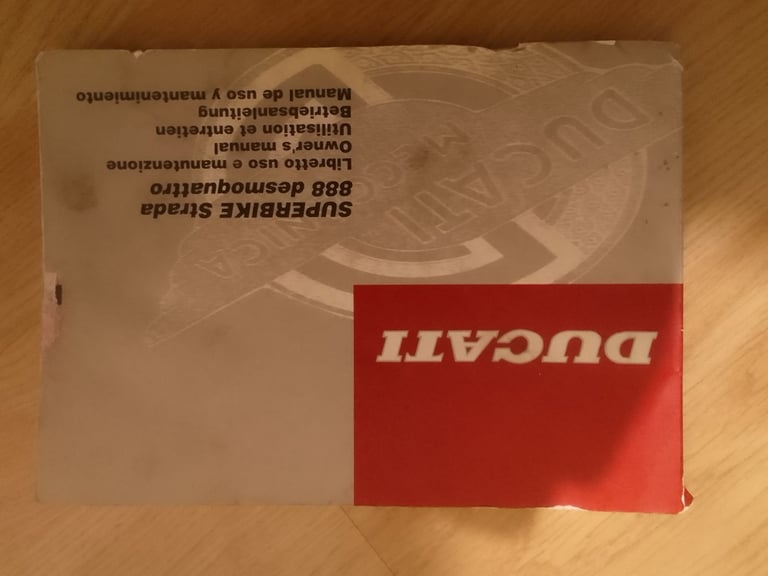 DUCATI
SUPERBIKE Strada
888 desmoquattro
Libretto uso e manutenzione
Owner's manual
Utilisation et entretien
Betriebsanleitung
Manual de uso y mantenimiento
DUCATI
MECCANICA
DUCATI